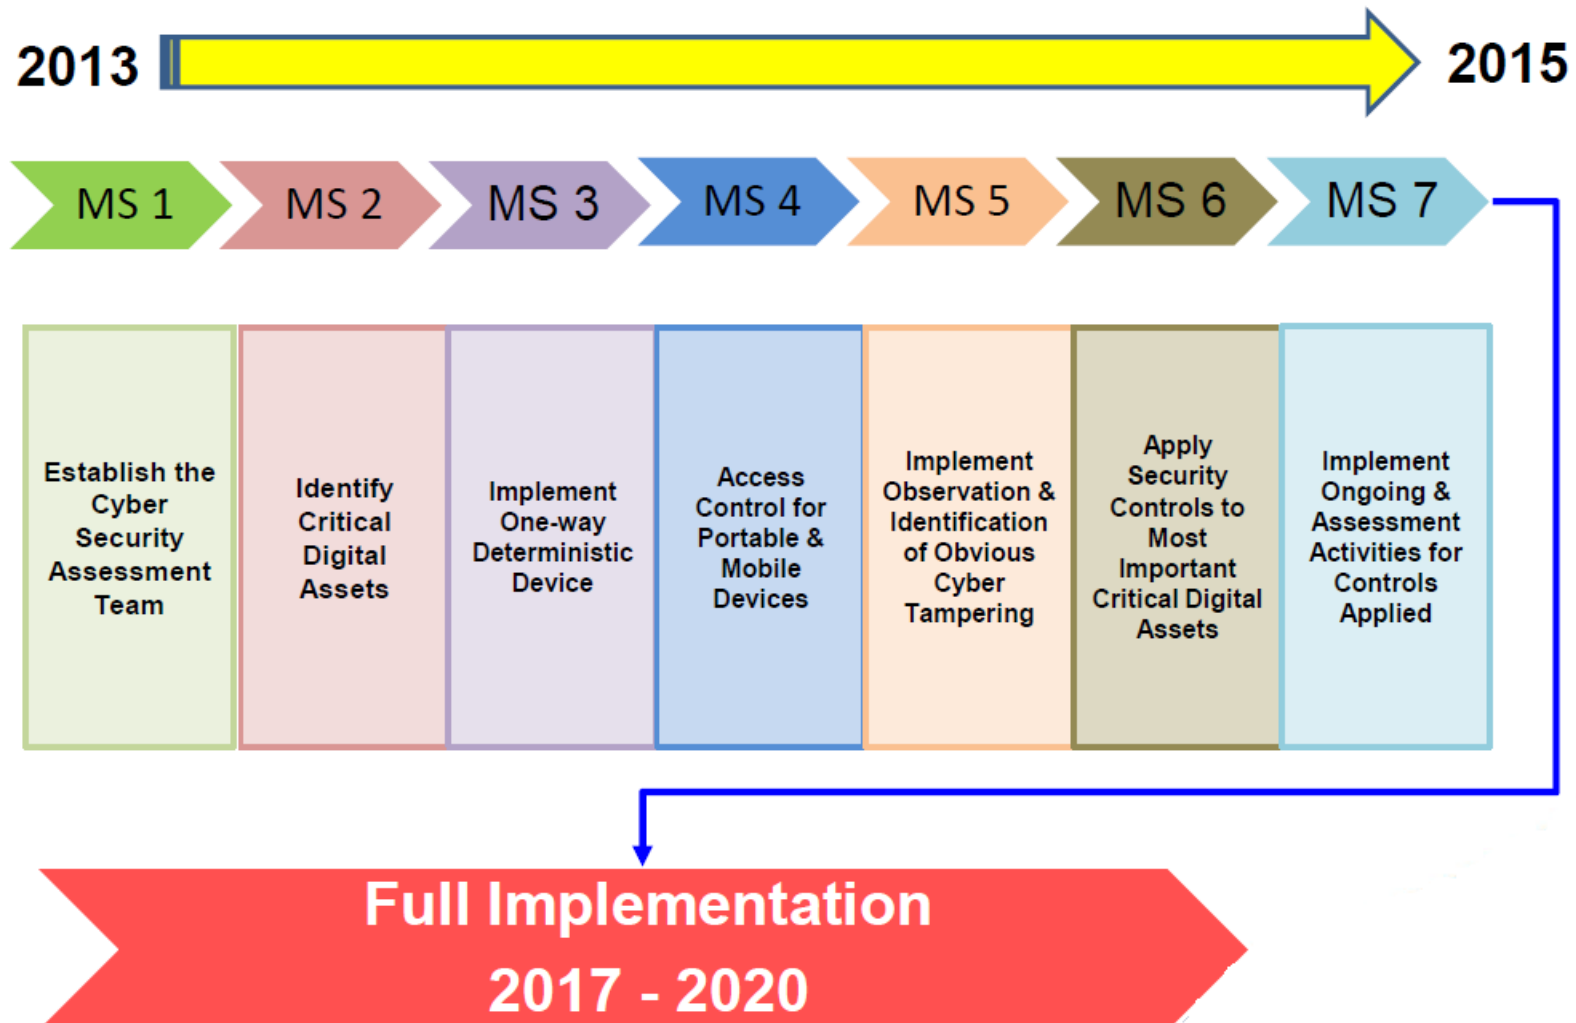 2013
2015
MS 1
MS 2
MS 3
MS 4
MS 5
MS 6
MS 7
Establish the
Cyber
Security
Assessment
Team
Identify
Critical
Digital
Assets
Implement
One-way
Deterministic
Device
Access
Control for
Portable &
Mobile
Devices
Implement
Observation &
Identification
of Obvious
Cyber
Tampering
Apply
Security
Controls to
Most
Important
Critical Digital
Assets
Implement
Ongoing &
Assessment
Activities for
Controls
Applied
Full Implementation
2017 - 2020